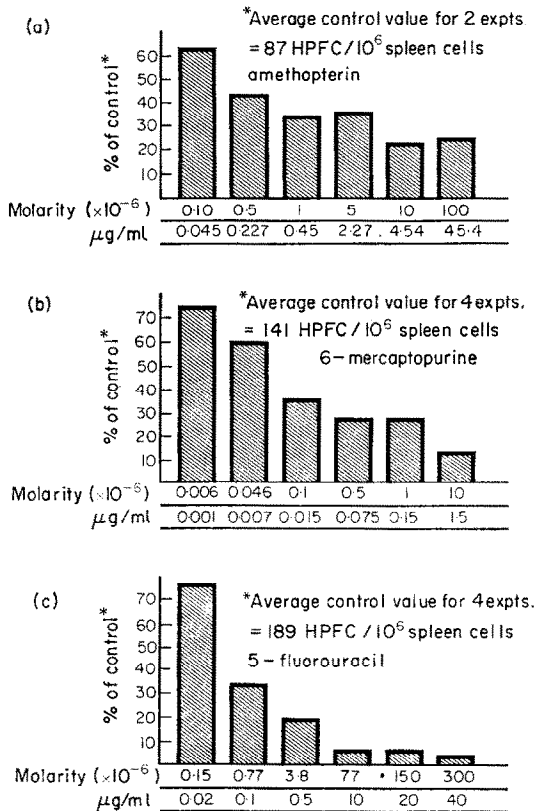 (a)
*Average control value for 2 expts
= 87 HPFC/10⁶ spleen cells
amethopterin
% of control*
60
50
40
30
20
10
Molarity (×10⁻⁶) 0·10 0·5 1 5 10 100
μg/ml 0·045 0·227 0·45 2·27 4·54 45·4
(b)
*Average control value for 4 expts.
= 141 HPFC/10⁶ spleen cells
6-mercaptopurine
% of control*
70
60
50
40
30
20
10
Molarity (×10⁻⁶) 0·006 0·046 0·1 0·5 1 10
μg/ml 0·001 0·007 0·015 0·075 0·15 1·5
(c)
*Average control value for 4 expts.
= 189 HPFC/10⁶ spleen cells
5-fluorouracil
% of control*
70
60
50
40
30
20
10
Molarity (×10⁻⁶) 0·15 0·77 3·8 77 150 300
μg/ml 0·02 0·1 0·5 10 20 40